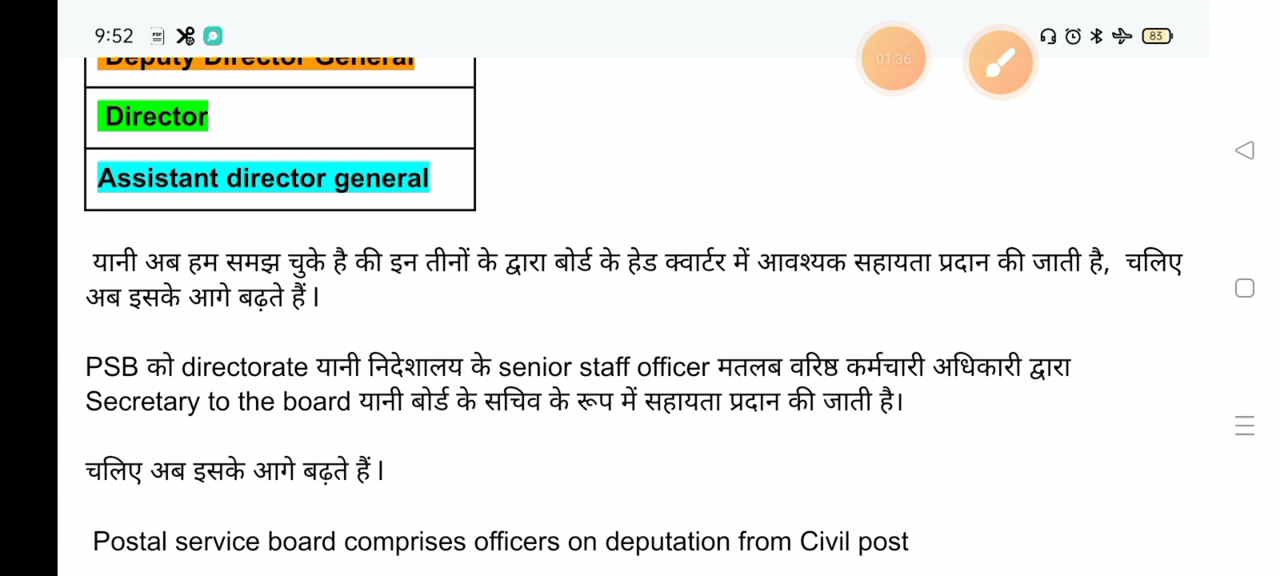 9:52
83
01:36
Deputy Director General
Director
Assistant director general
यानी अब हम समझ चुके है की इन तीनों के द्वारा बोर्ड के हेड क्वार्टर में आवश्यक सहायता प्रदान की जाती है, चलिए
अब इसके आगे बढ़ते हैं l
PSB को directorate यानी निदेशालय के senior staff officer मतलब वरिष्ठ कर्मचारी अधिकारी द्वारा
Secretary to the board यानी बोर्ड के सचिव के रूप में सहायता प्रदान की जाती है।
चलिए अब इसके आगे बढ़ते हैं l
Postal service board comprises officers on deputation from Civil post